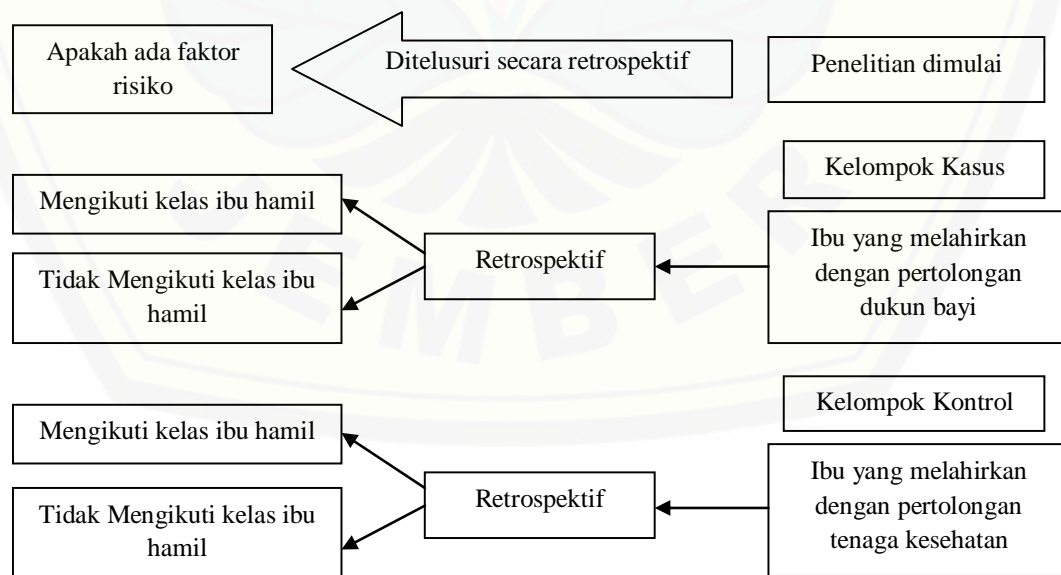 Apakah ada faktor
risiko
Ditelusuri secara retrospektif
Penelitian dimulai
Kelompok Kasus
Mengikuti kelas ibu hamil
Tidak Mengikuti kelas ibu
hamil
Retrospektif
Ibu yang melahirkan
dengan pertolongan
dukun bayi
Kelompok Kontrol
Mengikuti kelas ibu hamil
Tidak Mengikuti kelas ibu
hamil
Retrospektif
Ibu yang melahirkan
dengan pertolongan
tenaga kesehatan
JEMBER